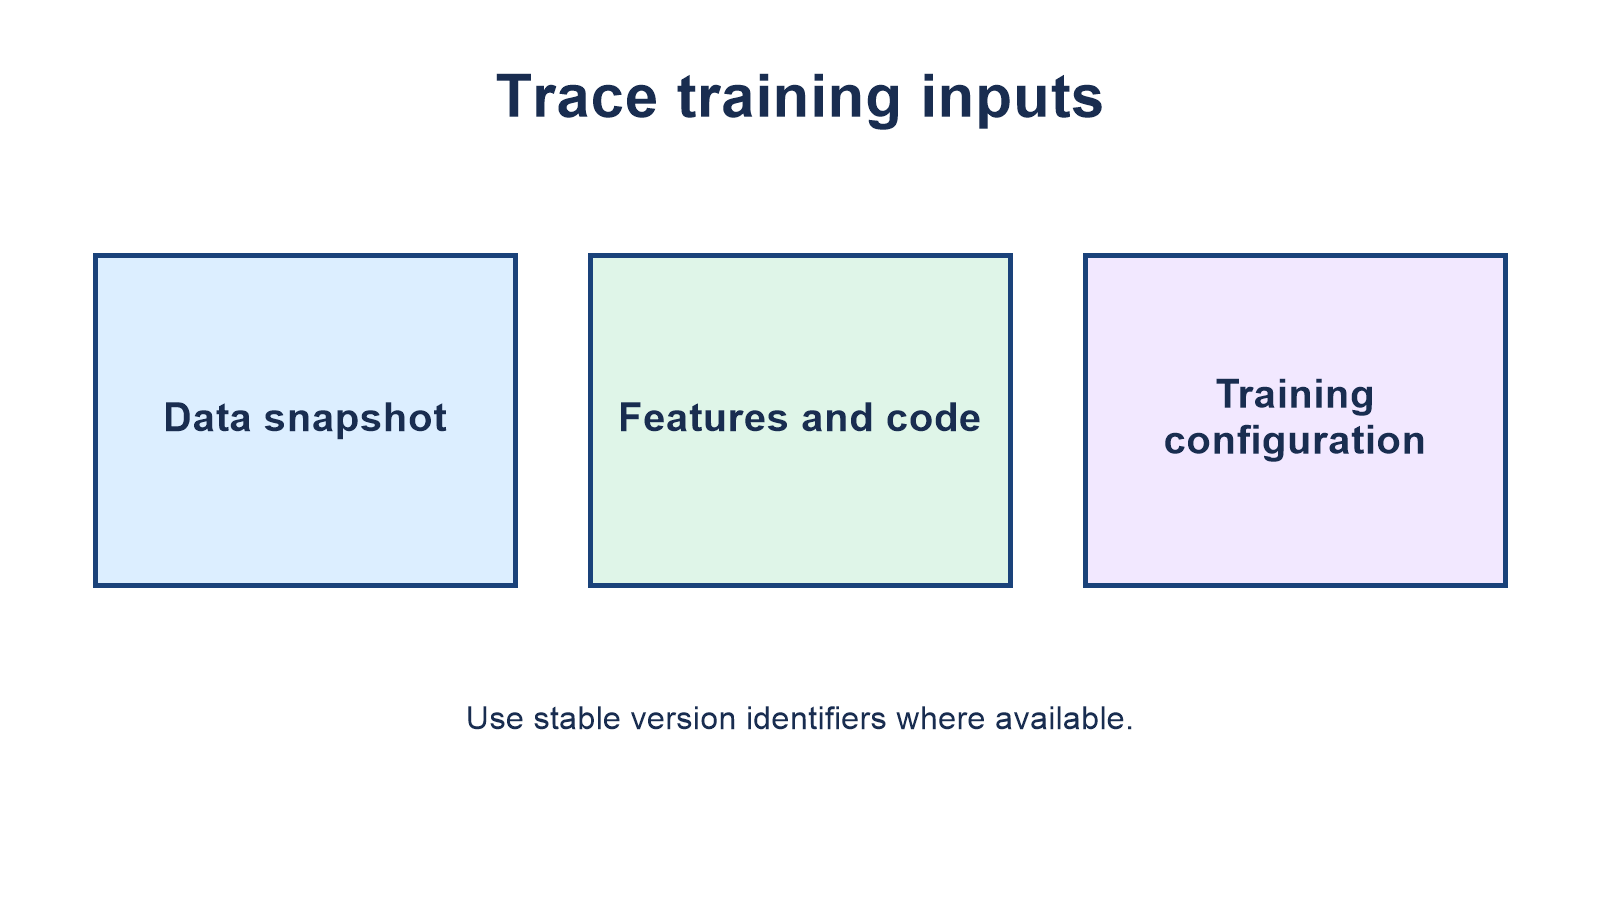 Trace training inputs
Data snapshot
Features and code
Training
configuration
Use stable version identifiers where available.